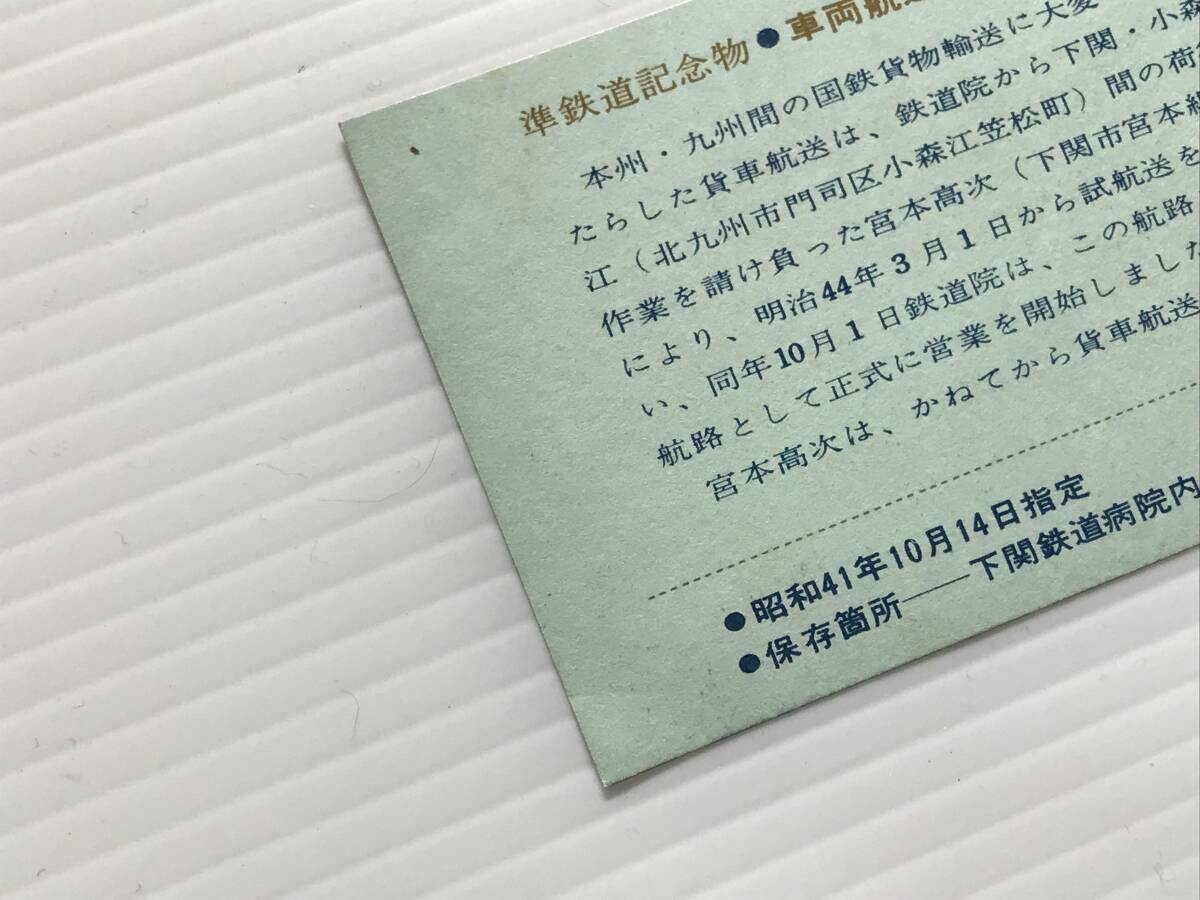 準鉄道記念物●車両航送
本州・九州間の国鉄貨物輸送に大変
たらした貨車航送は、鉄道院から下関・小森
江（北九州市門司区小森江笠松町）間の荷
作業を請け負った宮本高次（下関市宮本
により、明治44年3月1日から試航送を
い、同年10月1日鉄道院は、この航路
航路として正式に営業を開始しました
宮本高次は、かねてから貨車航送
●昭和41年10月14日指定
●保存箇所――下関鉄道病院内